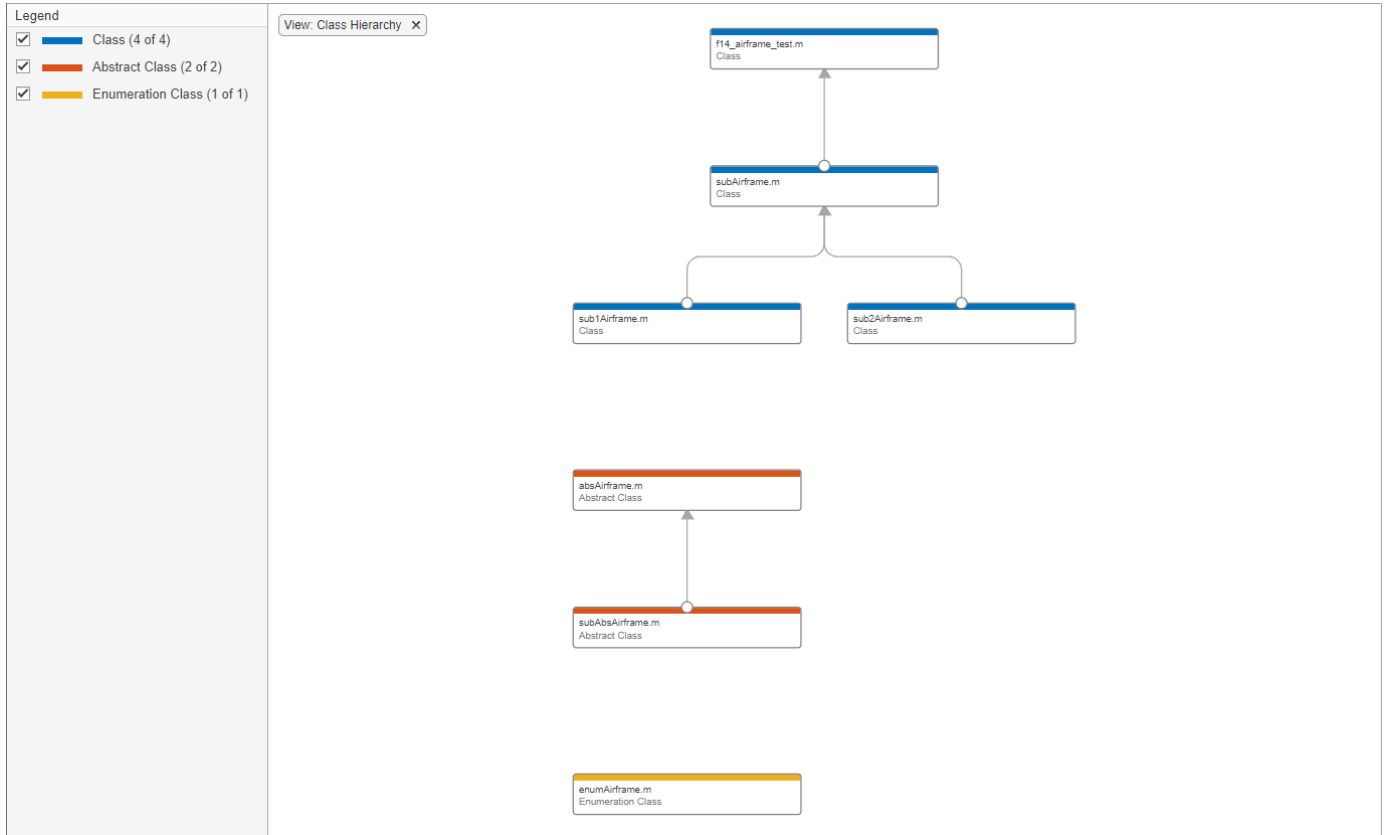 Legend
Class (4 of 4)
Abstract Class (2 of 2)
Enumeration Class (1 of 1)
View: Class Hierarchy
f14_airframe_test.m
Class
subAirframe.m
Class
sub1Airframe.m
Class
sub2Airframe.m
Class
absAirframe.m
Abstract Class
subAbsAirframe.m
Abstract Class
enumAirframe.m
Enumeration Class